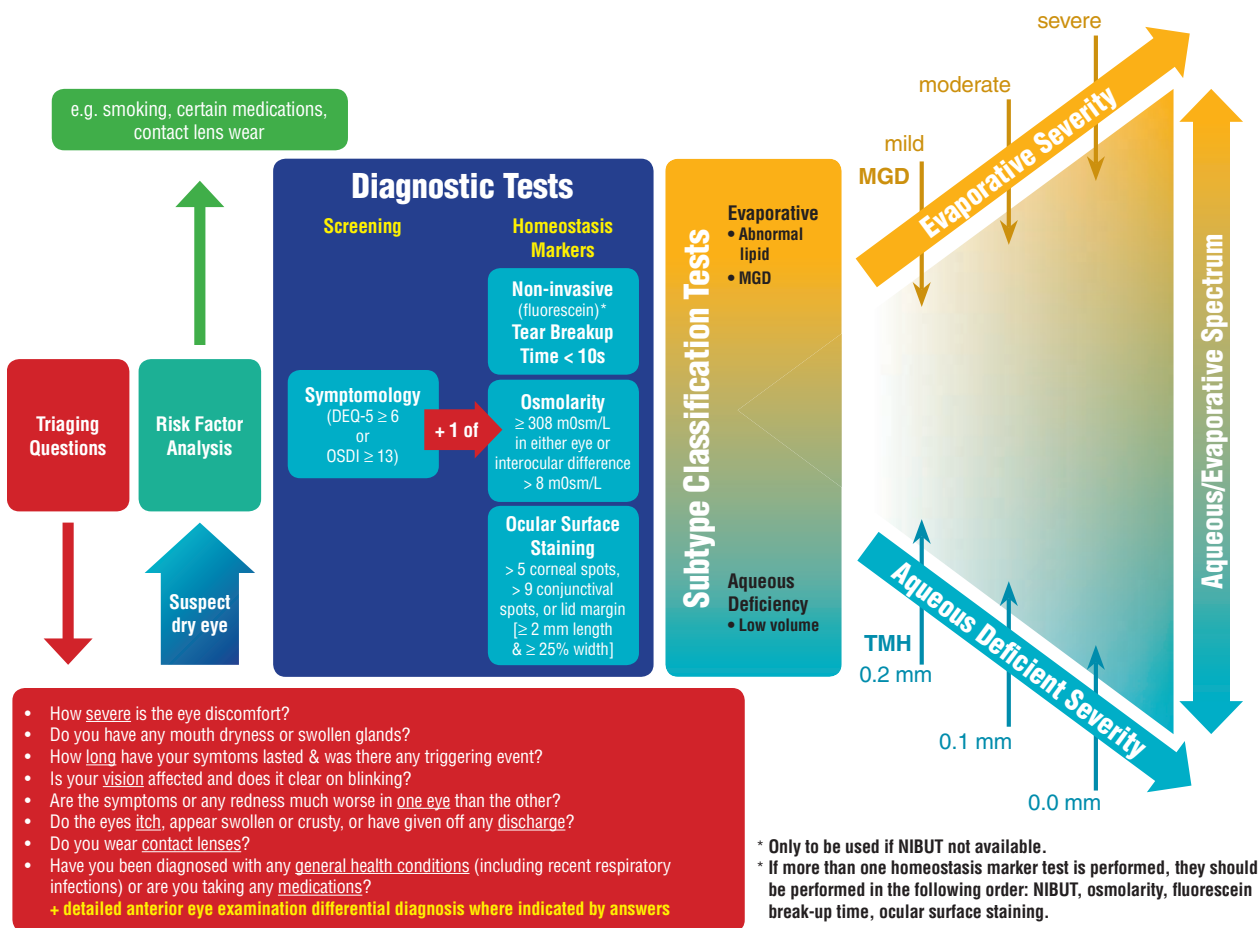 e.g. smoking, certain medications,
contact lens wear
Triaging
Questions
Risk Factor
Analysis
Suspect
dry eye
Diagnostic Tests
Screening
Symptomology
(DEQ-5 ≥ 6
or
OSDI ≥ 13)
+ 1 of
Homeostasis
Markers
Non-invasive
(fluorescein)*
Tear Breakup
Time < 10s
Osmolarity
≥ 308 m0sm/L
in either eye or
interocular difference
> 8 m0sm/L
Ocular Surface
Staining
> 5 corneal spots,
> 9 conjunctival
spots, or lid margin
[≥ 2 mm length
& ≥ 25% width]
Subtype Classification Tests
Evaporative
• Abnormal
lipid
• MGD
Aqueous
Deficiency
• Low volume
severe
moderate
mild
MGD
Evaporative Severity
TMH
0.2 mm
0.1 mm
0.0 mm
Aqueous Deficient Severity
Aqueous/Evaporative Spectrum
• How severe is the eye discomfort?
• Do you have any mouth dryness or swollen glands?
• How long have your symtoms lasted & was there any triggering event?
• Is your vision affected and does it clear on blinking?
• Are the symptoms or any redness much worse in one eye than the other?
• Do the eyes itch, appear swollen or crusty, or have given off any discharge?
• Do you wear contact lenses?
• Have you been diagnosed with any general health conditions (including recent respiratory
infections) or are you taking any medications?
+ detailed anterior eye examination differential diagnosis where indicated by answers
* Only to be used if NIBUT not available.
* If more than one homeostasis marker test is performed, they should
be performed in the following order: NIBUT, osmolarity, fluorescein
break-up time, ocular surface staining.